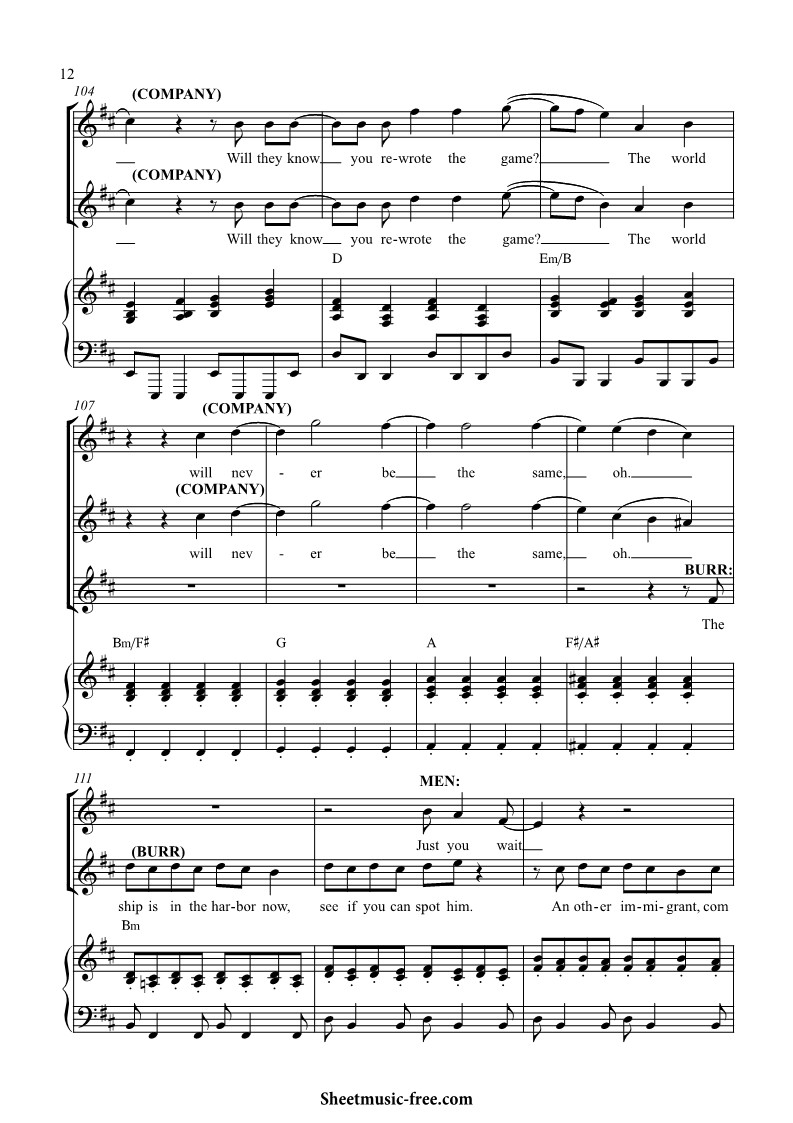 12
104
(COMPANY)
Will they know you re-wrote the game? The world
(COMPANY)
Will they know you re-wrote the game? The world
D Em/B
107
(COMPANY)
will nev - er be the same, oh.
(COMPANY)
will nev - er be the same, oh.
BURR:
The
Bm/F♯ G A F♯/A♯
111
MEN:
Just you wait
(BURR)
ship is in the har-bor now, see if you can spot him. An oth-er im-mi-grant, com
Bm
Sheetmusic-free.com